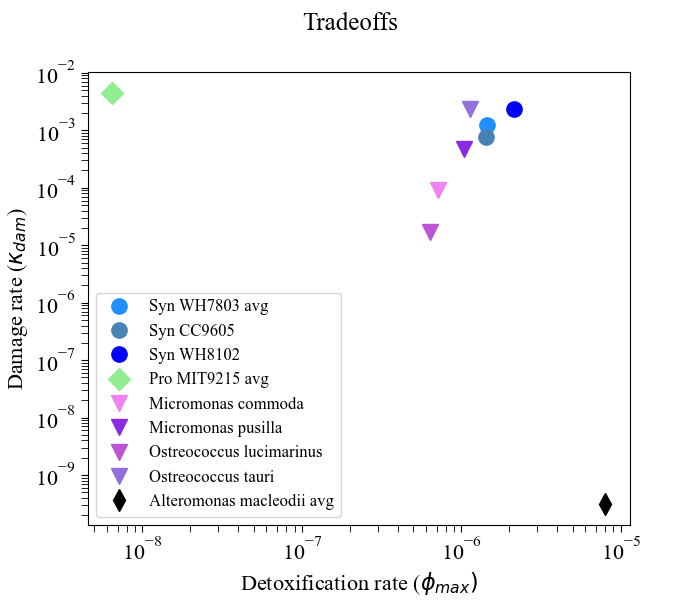 Tradeoffs
Damage rate (κ_dam)
10⁻²
10⁻³
10⁻⁴
10⁻⁵
10⁻⁶
10⁻⁷
10⁻⁸
10⁻⁹
Syn WH7803 avg
Syn CC9605
Syn WH8102
Pro MIT9215 avg
Micromonas commoda
Micromonas pusilla
Ostreococcus lucimarinus
Ostreococcus tauri
Alteromonas macleodii avg
10⁻⁸ 10⁻⁷ 10⁻⁶ 10⁻⁵
Detoxification rate (ϕ_max)